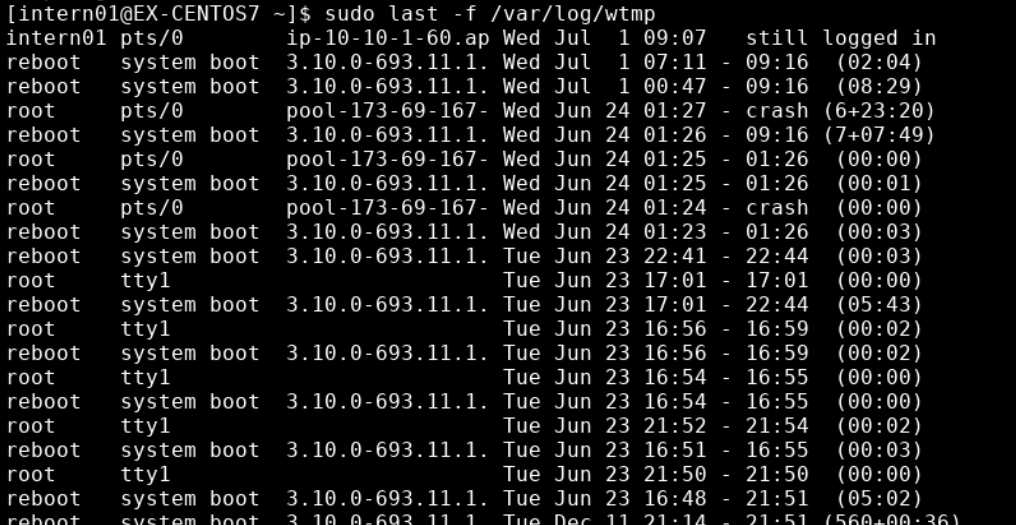 [intern01@EX-CENTOS7 ~]$ sudo last -f /var/log/wtmp
intern01 pts/0        ip-10-10-1-60.ap Wed Jul  1 09:07   still logged in
reboot   system boot  3.10.0-693.11.1. Wed Jul  1 07:11 - 09:16  (02:04)
reboot   system boot  3.10.0-693.11.1. Wed Jul  1 00:47 - 09:16  (08:29)
root     pts/0        pool-173-69-167- Wed Jun 24 01:27 - crash (6+23:20)
reboot   system boot  3.10.0-693.11.1. Wed Jun 24 01:26 - 09:16 (7+07:49)
root     pts/0        pool-173-69-167- Wed Jun 24 01:25 - 01:26  (00:00)
reboot   system boot  3.10.0-693.11.1. Wed Jun 24 01:25 - 01:26  (00:01)
root     pts/0        pool-173-69-167- Wed Jun 24 01:24 - crash  (00:00)
reboot   system boot  3.10.0-693.11.1. Wed Jun 24 01:23 - 01:26  (00:03)
reboot   system boot  3.10.0-693.11.1. Tue Jun 23 22:41 - 22:44  (00:03)
root     tty1                          Tue Jun 23 17:01 - 17:01  (00:00)
reboot   system boot  3.10.0-693.11.1. Tue Jun 23 17:01 - 22:44  (05:43)
root     tty1                          Tue Jun 23 16:56 - 16:59  (00:02)
reboot   system boot  3.10.0-693.11.1. Tue Jun 23 16:56 - 16:59  (00:02)
root     tty1                          Tue Jun 23 16:54 - 16:55  (00:00)
reboot   system boot  3.10.0-693.11.1. Tue Jun 23 16:54 - 16:55  (00:00)
root     tty1                          Tue Jun 23 21:52 - 21:54  (00:02)
reboot   system boot  3.10.0-693.11.1. Tue Jun 23 16:51 - 16:55  (00:03)
root     tty1                          Tue Jun 23 21:50 - 21:50  (00:00)
reboot   system boot  3.10.0-693.11.1. Tue Jun 23 16:48 - 21:51  (05:02)
reboot   system boot  3.10.0-693.11.1. Tue Dec 11 21:14 - 21:51 (560+00:36)